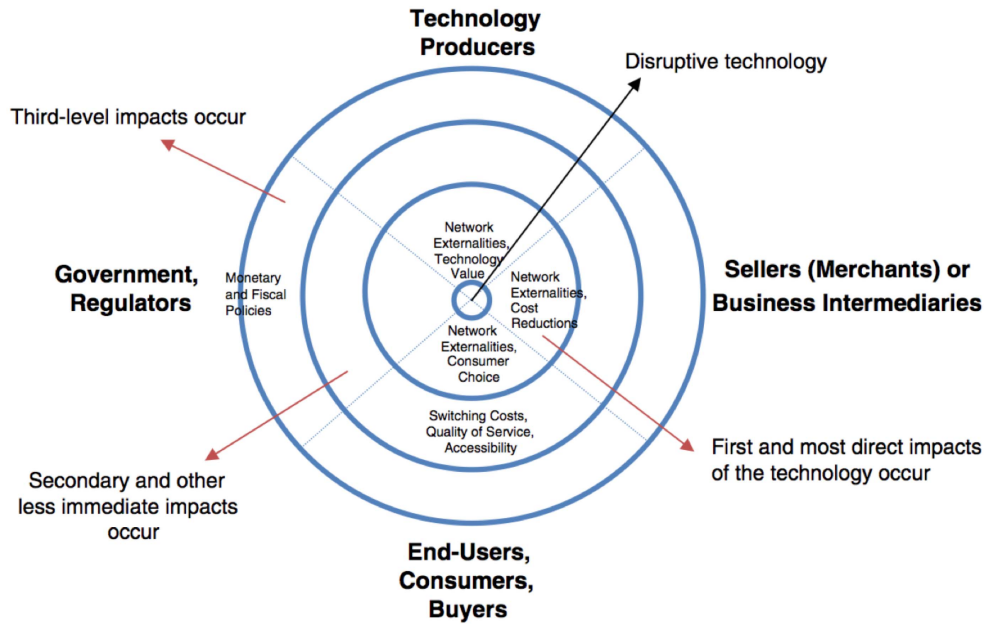 Technology
Producers
Disruptive technology
Third-level impacts occur
Network
Externalities,
Technology
Value
Government,
Regulators
Monetary
and Fiscal
Policies
Network
Externalities,
Cost
Reductions
Sellers (Merchants) or
Business Intermediaries
Network
Externalities,
Consumer
Choice
Switching Costs,
Quality of Service,
Accessibility
First and most direct impacts
of the technology occur
Secondary and other
less immediate impacts
occur
End-Users,
Consumers,
Buyers